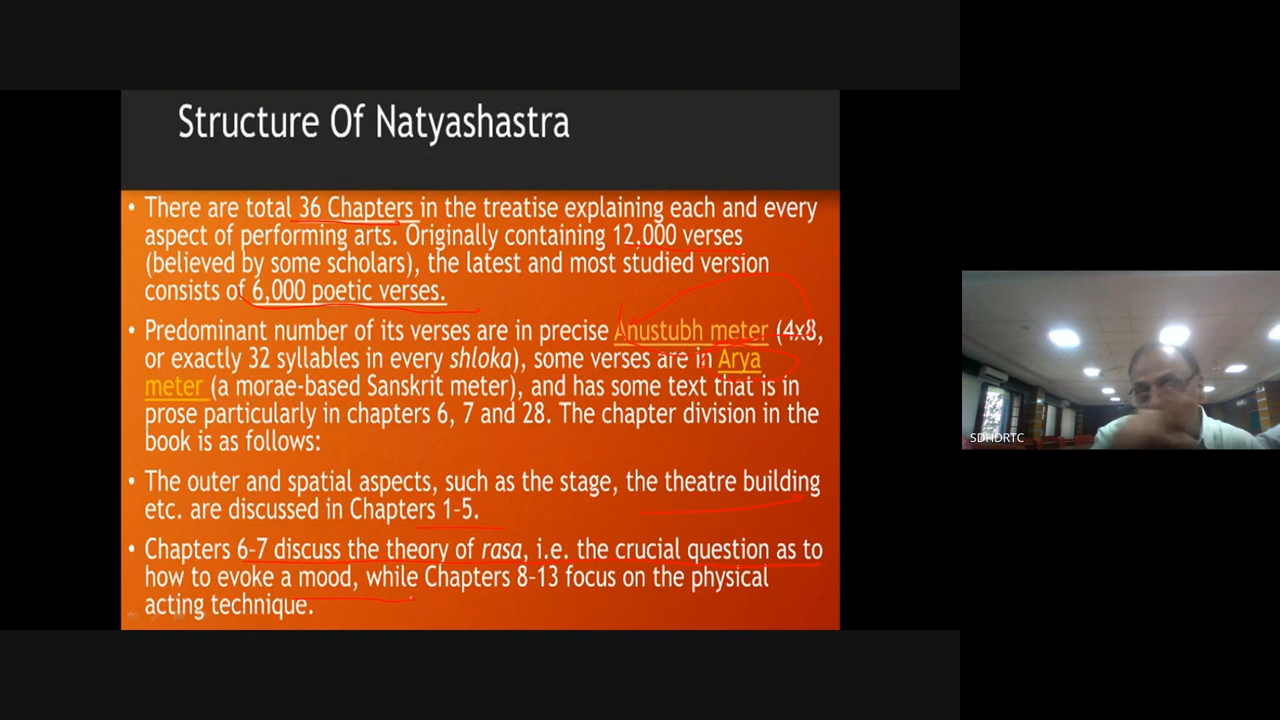 Structure Of Natyashastra
• There are total 36 Chapters in the treatise explaining each and every
aspect of performing arts. Originally containing 12,000 verses
(believed by some scholars), the latest and most studied version
consists of 6,000 poetic verses.
• Predominant number of its verses are in precise Anustubh meter (4x8,
or exactly 32 syllables in every shloka), some verses are in Arya
meter (a morae-based Sanskrit meter), and has some text that is in
prose particularly in chapters 6, 7 and 28. The chapter division in the
book is as follows:
• The outer and spatial aspects, such as the stage, the theatre building
etc. are discussed in Chapters 1-5.
• Chapters 6-7 discuss the theory of rasa, i.e. the crucial question as to
how to evoke a mood, while Chapters 8-13 focus on the physical
acting technique.
SDHDRTC